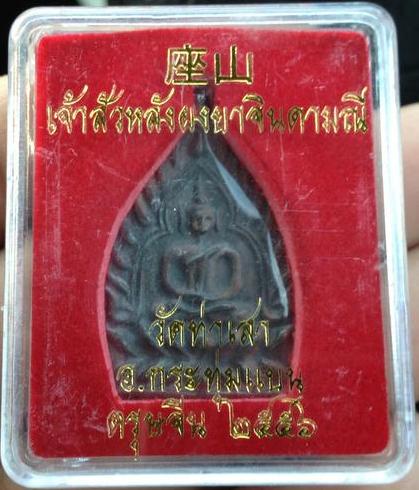 座山
เจ้าสัวหลังผงยาจินดามณี
วัดท่าเสา
อ.กระทุ่มแบน
ตรุษจีน ๒๕๕๖